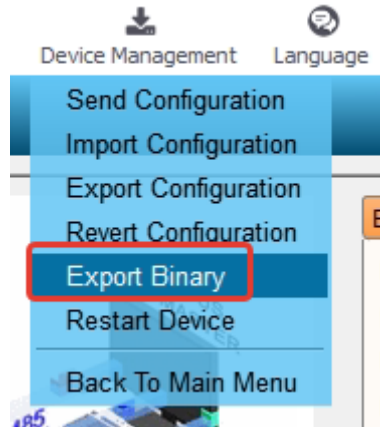 Device Management Language
Send Configuration
Import Configuration
Export Configuration
Revert Configuration
Export Binary
Restart Device
Back To Main Menu
485